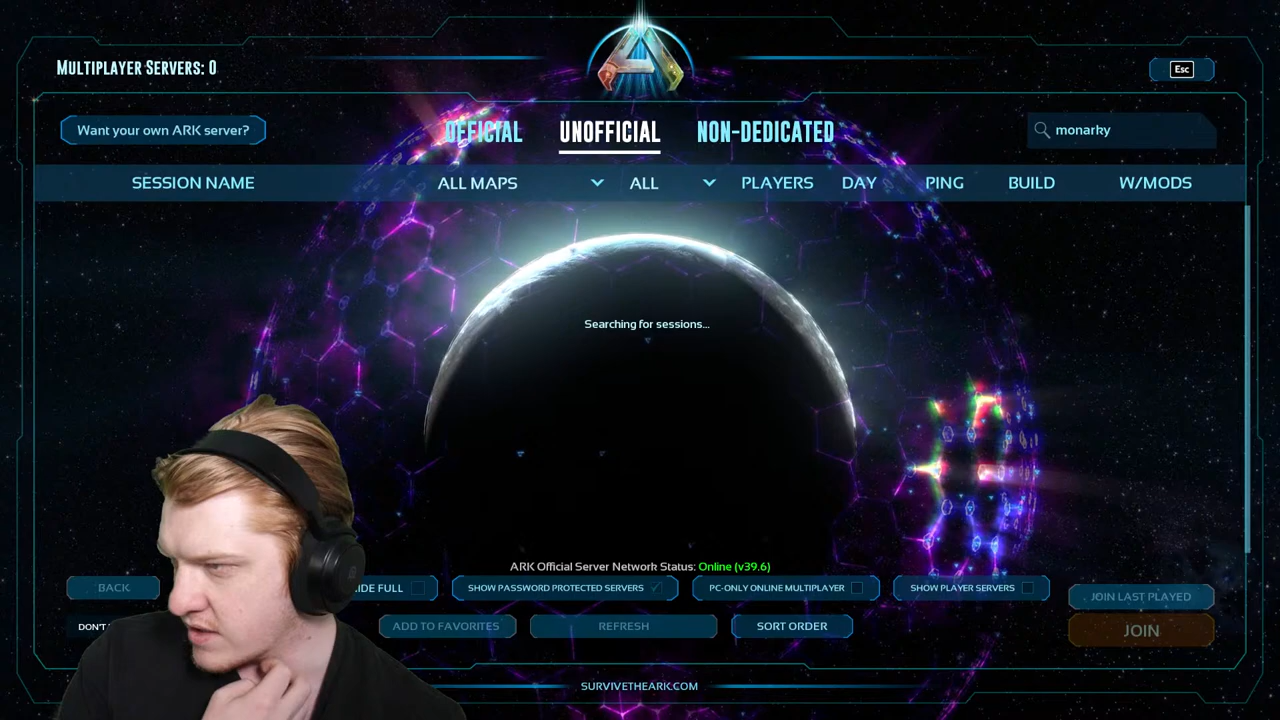 MULTIPLAYER SERVERS: 0
Esc
Want your own ARK server?
OFFICIAL
UNOFFICIAL
NON-DEDICATED
monarky
SESSION NAME
ALL MAPS
ALL
PLAYERS
DAY
PING
BUILD
W/MODS
Searching for sessions...
ARK Official Server Network Status: Online (v39.6)
BACK
SHOW PASSWORD PROTECTED SERVERS
PC-ONLY ONLINE MULTIPLAYER
SHOW PLAYER SERVERS
JOIN LAST PLAYED
FULL
DON'T
ADD TO FAVORITES
REFRESH
SORT ORDER
JOIN
SURVIVETHEARK.COM